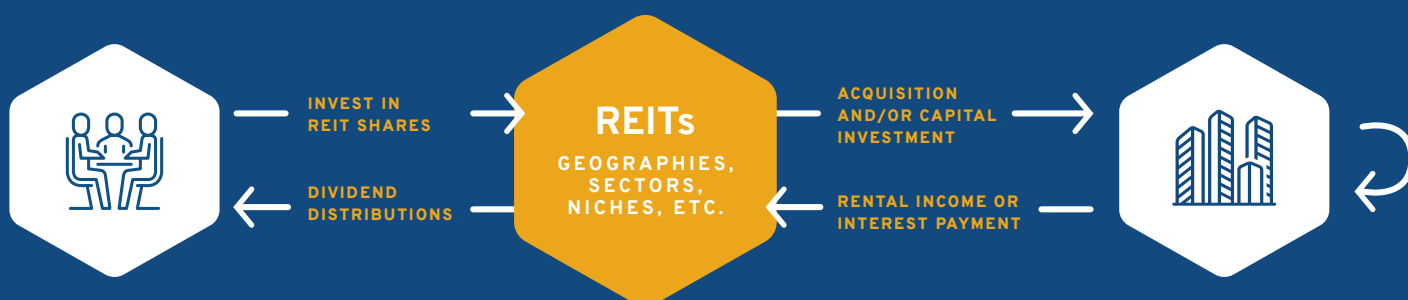 INVEST IN
REIT SHARES
DIVIDEND
DISTRIBUTIONS
REITs
GEOGRAPHIES,
SECTORS,
NICHES, ETC.
ACQUISITION
AND/OR CAPITAL
INVESTMENT
RENTAL INCOME OR
INTEREST PAYMENT